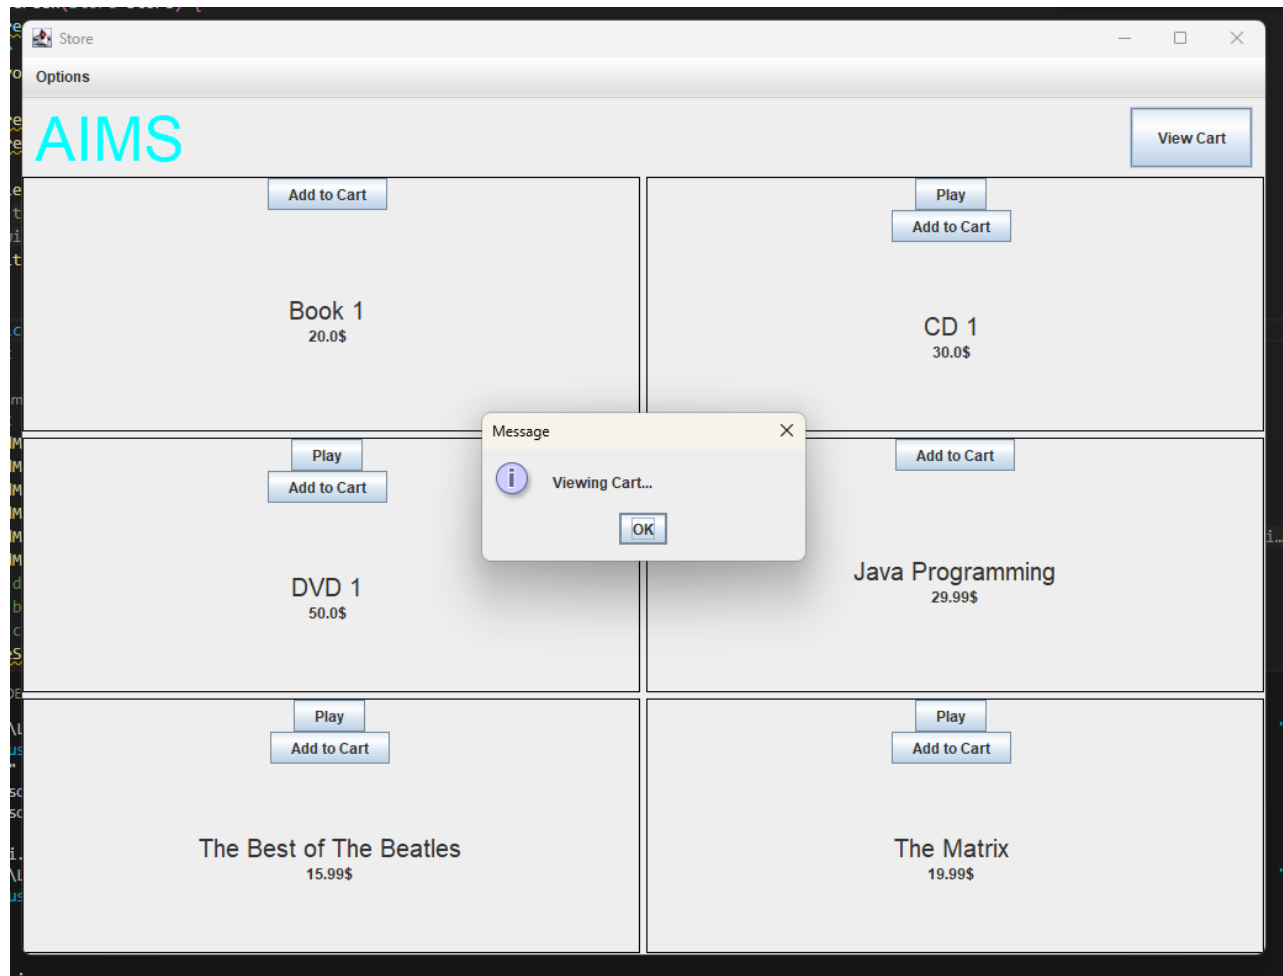 Store
Options
AIMS
View Cart
Add to Cart
Book 1
20.0$
Play
Add to Cart
CD 1
30.0$
Message
Viewing Cart...
OK
Play
Add to Cart
DVD 1
50.0$
Add to Cart
Java Programming
29.99$
Play
Add to Cart
The Best of The Beatles
15.99$
Play
Add to Cart
The Matrix
19.99$